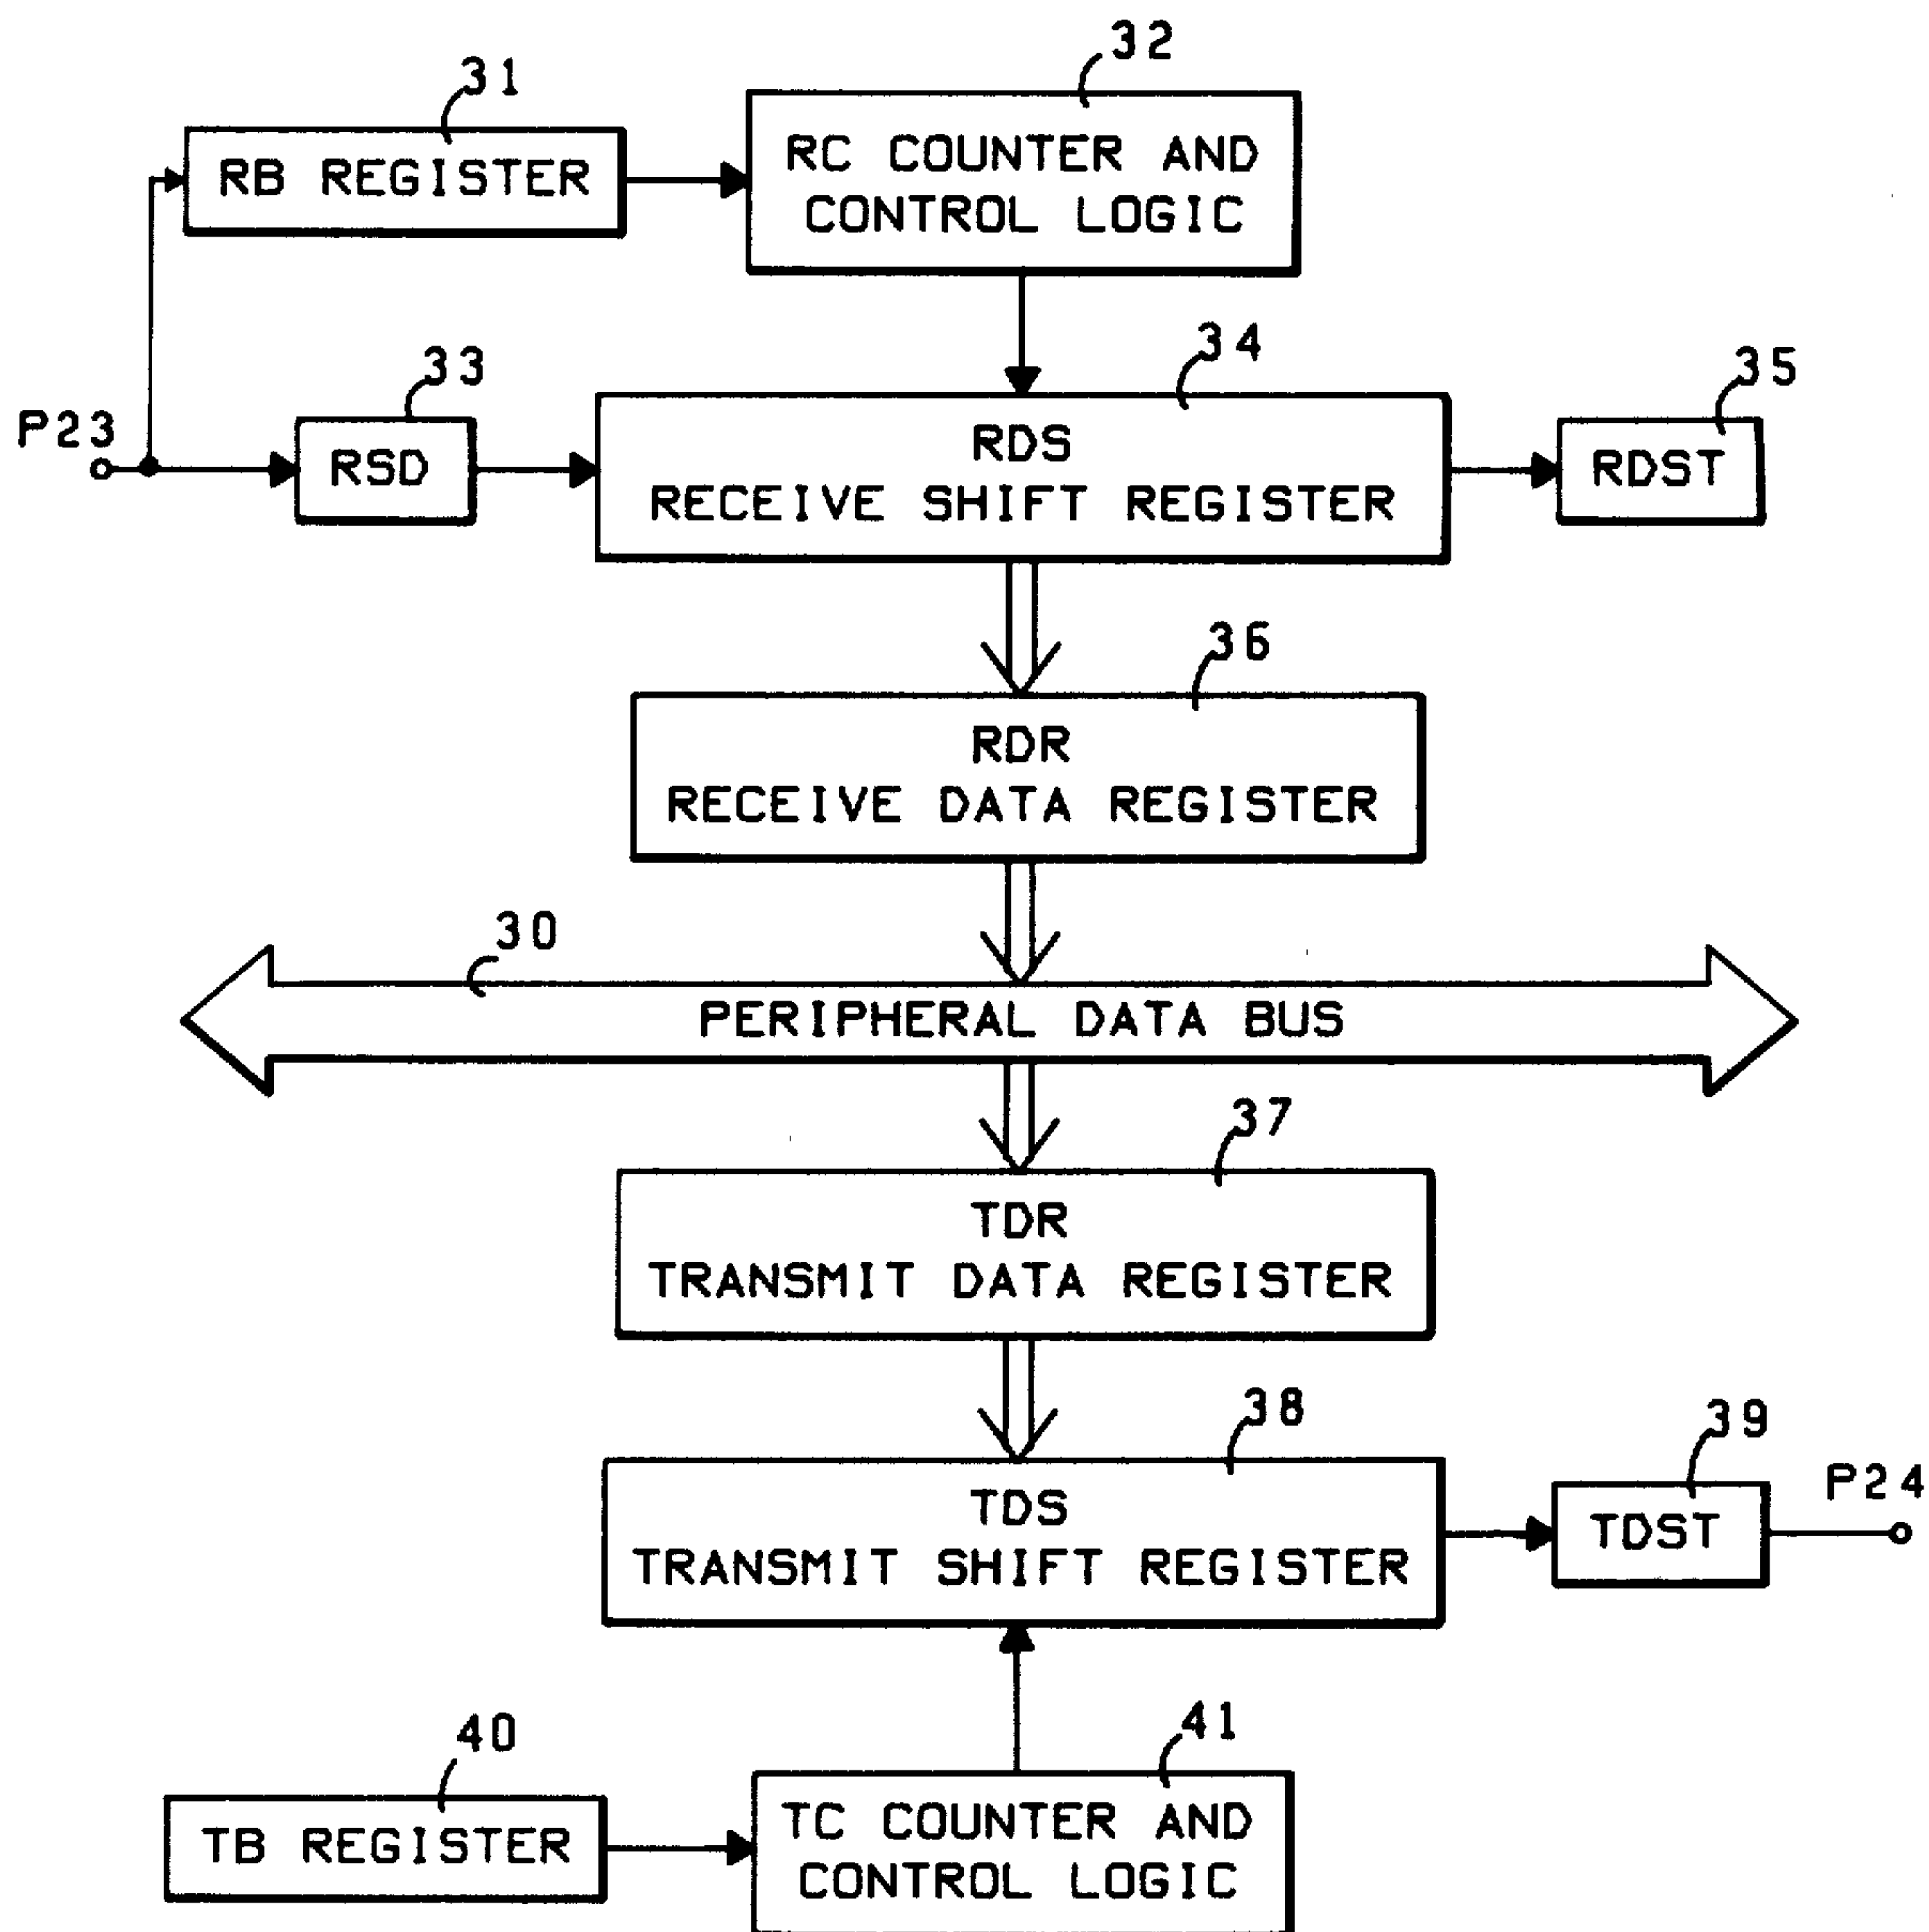 32
31
RC COUNTER AND
CONTROL LOGIC
RB REGISTER
34
33
35
P23
RSD
RDS
RECEIVE SHIFT REGISTER
RDST
36
RDR
RECEIVE DATA REGISTER
30
PERIPHERAL DATA BUS
37
TDR
TRANSMIT DATA REGISTER
38
39
P24
TDS
TRANSMIT SHIFT REGISTER
TDST
41
40
TC COUNTER AND
CONTROL LOGIC
TB REGISTER